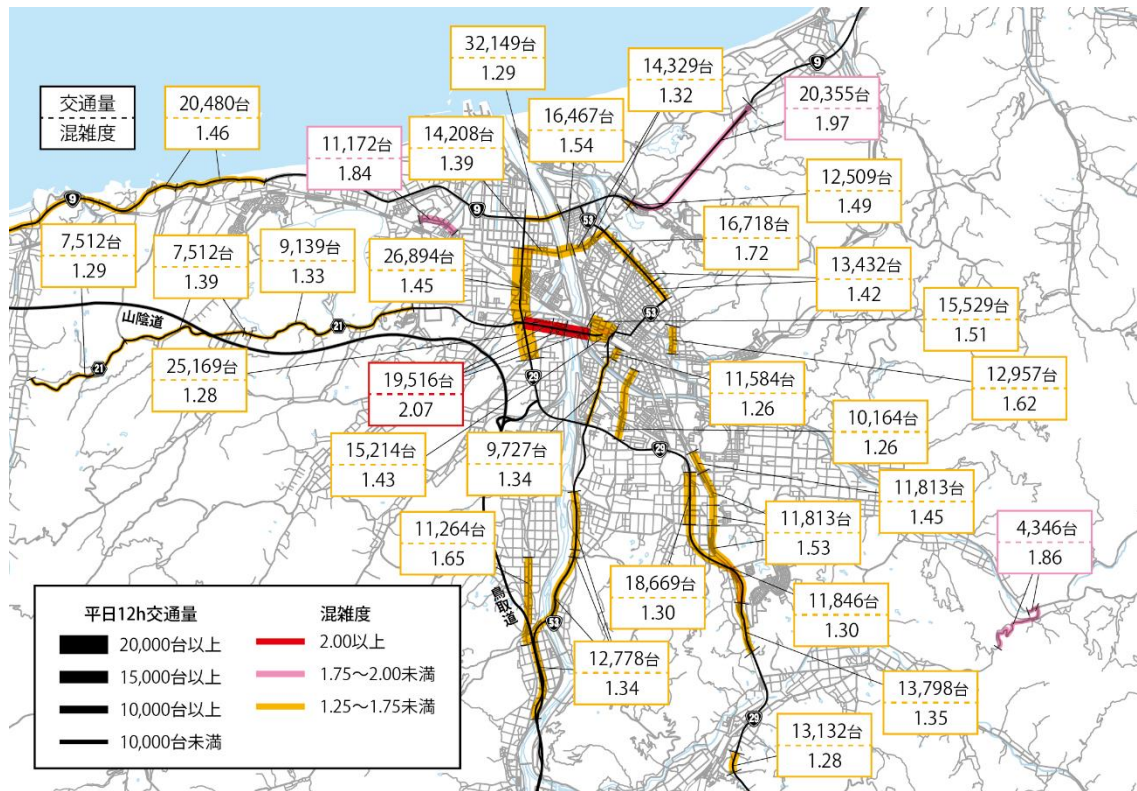 交通量
混雑度
20,480台
1.46
32,149台
1.29
14,329台
1.32
9
20,355台
1.97
11,172台
1.84
14,208台
1.39
16,467台
1.54
12,509台
1.49
9
9
53
7,512台
1.29
7,512台
1.39
9,139台
1.33
26,894台
1.45
16,718台
1.72
13,432台
1.42
山陰道
21
53
15,529台
1.51
21
25,169台
1.28
19,516台
2.07
29
11,584台
1.26
12,957台
1.62
15,214台
1.43
9,727台
1.34
29
10,164台
1.26
11,813台
1.45
11,264台
1.65
11,813台
1.53
4,346台
1.86
鳥取道
18,669台
1.30
11,846台
1.30
53
12,778台
1.34
13,798台
1.35
29
13,132台
1.28
平日12h交通量
20,000台以上
15,000台以上
10,000台以上
10,000台未満
混雑度
2.00以上
1.75～2.00未満
1.25～1.75未満